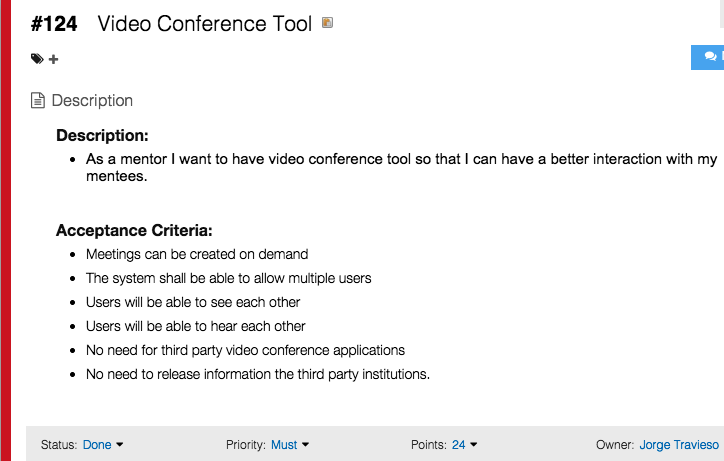 #124 Video Conference Tool
Description
Description:
As a mentor I want to have video conference tool so that I can have a better interaction with my
mentees.
Acceptance Criteria:
Meetings can be created on demand
The system shall be able to allow multiple users
Users will be able to see each other
Users will be able to hear each other
No need for third party video conference applications
No need to release information the third party institutions.
Status: Done Priority: Must Points: 24 Owner: Jorge Travieso